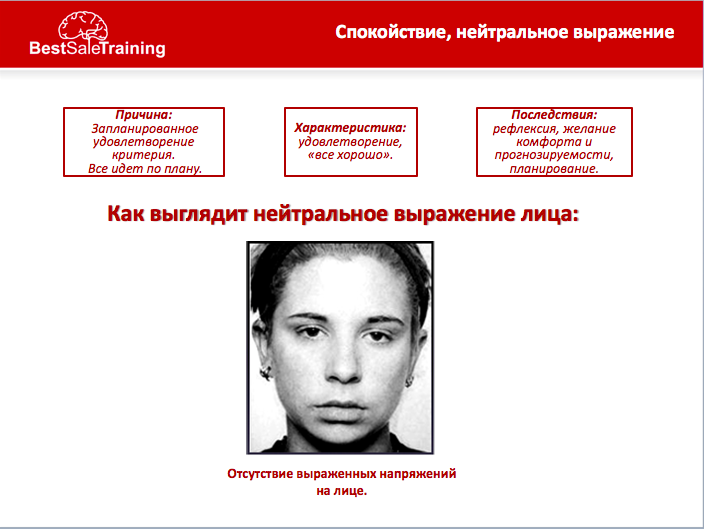 BestSaleTraining
Спокойствие, нейтральное выражение
Причина:
Запланированное
удовлетворение
критерия.
Все идет по плану.
Характеристика:
удовлетворение,
«все хорошо».
Последствия:
рефлексия, желание
комфорта и
прогнозируемости,
планирование.
Как выглядит нейтральное выражение лица:
Отсутствие выраженных напряжений
на лице.